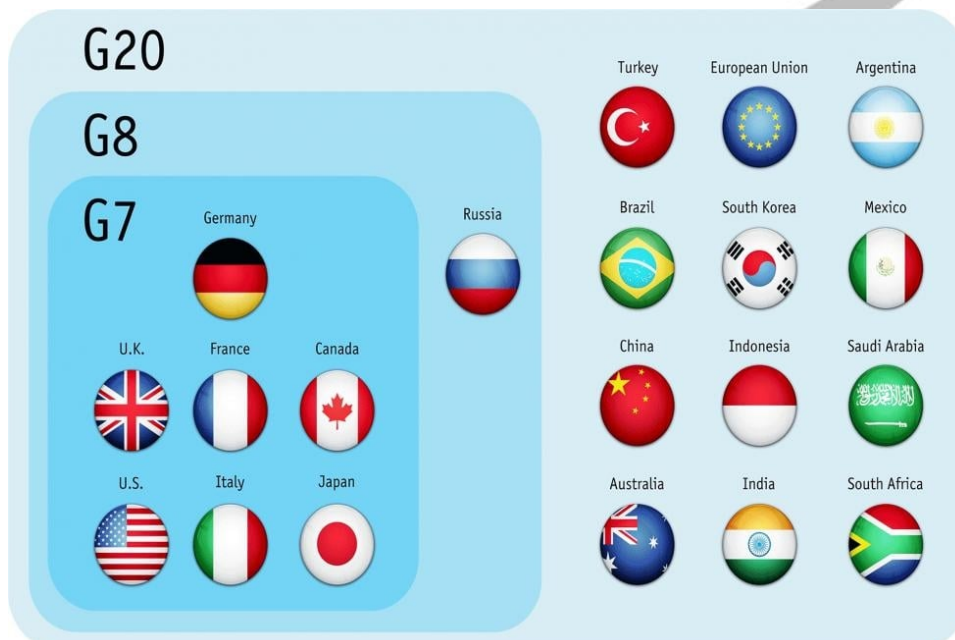 G20
Turkey European Union Argentina
G8
G7
Germany Russia Brazil South Korea Mexico
U.K. France Canada China Indonesia Saudi Arabia
U.S. Italy Japan Australia India South Africa